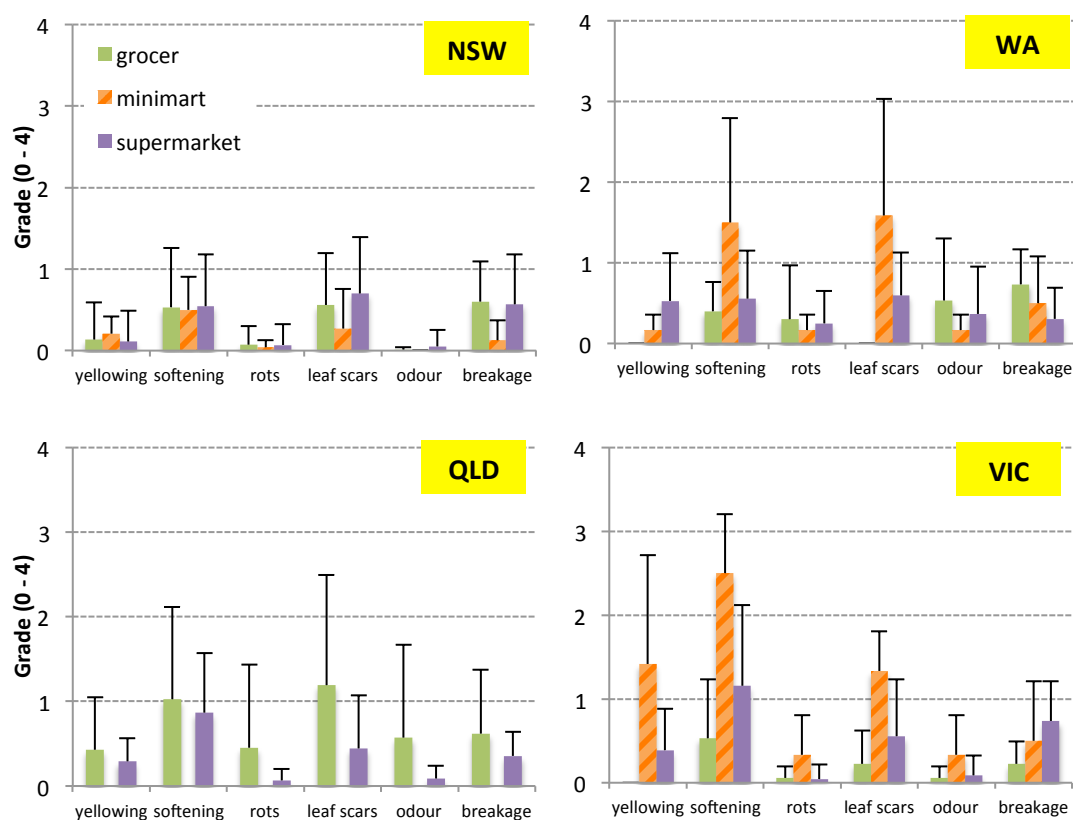 NSW
Grade (0 - 4)
4
3
2
1
0
grocer
minimart
supermarket
yellowing softening rots leaf scars odour breakage
WA
4
3
2
1
0
yellowing softening rots leaf scars odour breakage
QLD
Grade (0 - 4)
4
3
2
1
0
yellowing softening rots leaf scars odour breakage
VIC
4
3
2
1
0
yellowing softening rots leaf scars odour breakage